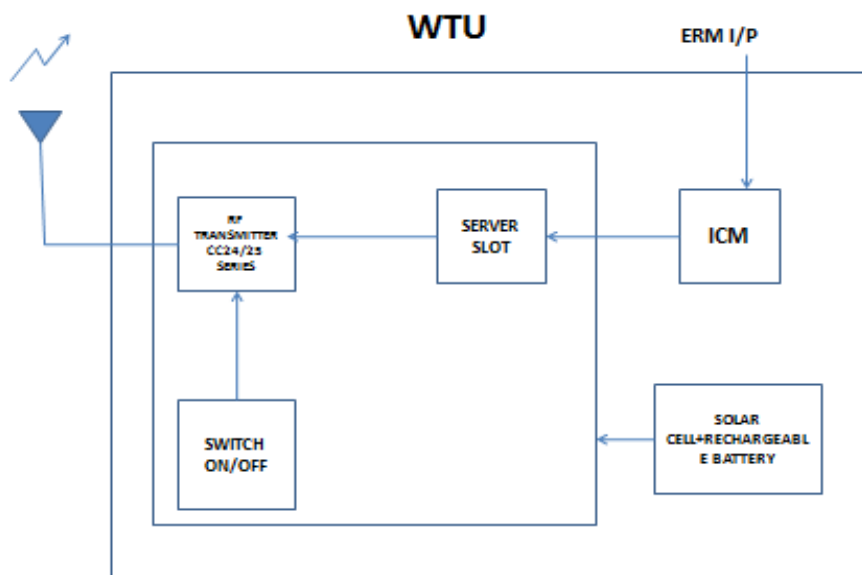 WTU
ERM I/P
RF
TRANSMITTER
CC24/25
SERIES
SERVER
SLOT
ICM
SWITCH
ON/OFF
SOLAR
CELL+RECHARGEABL
E BATTERY